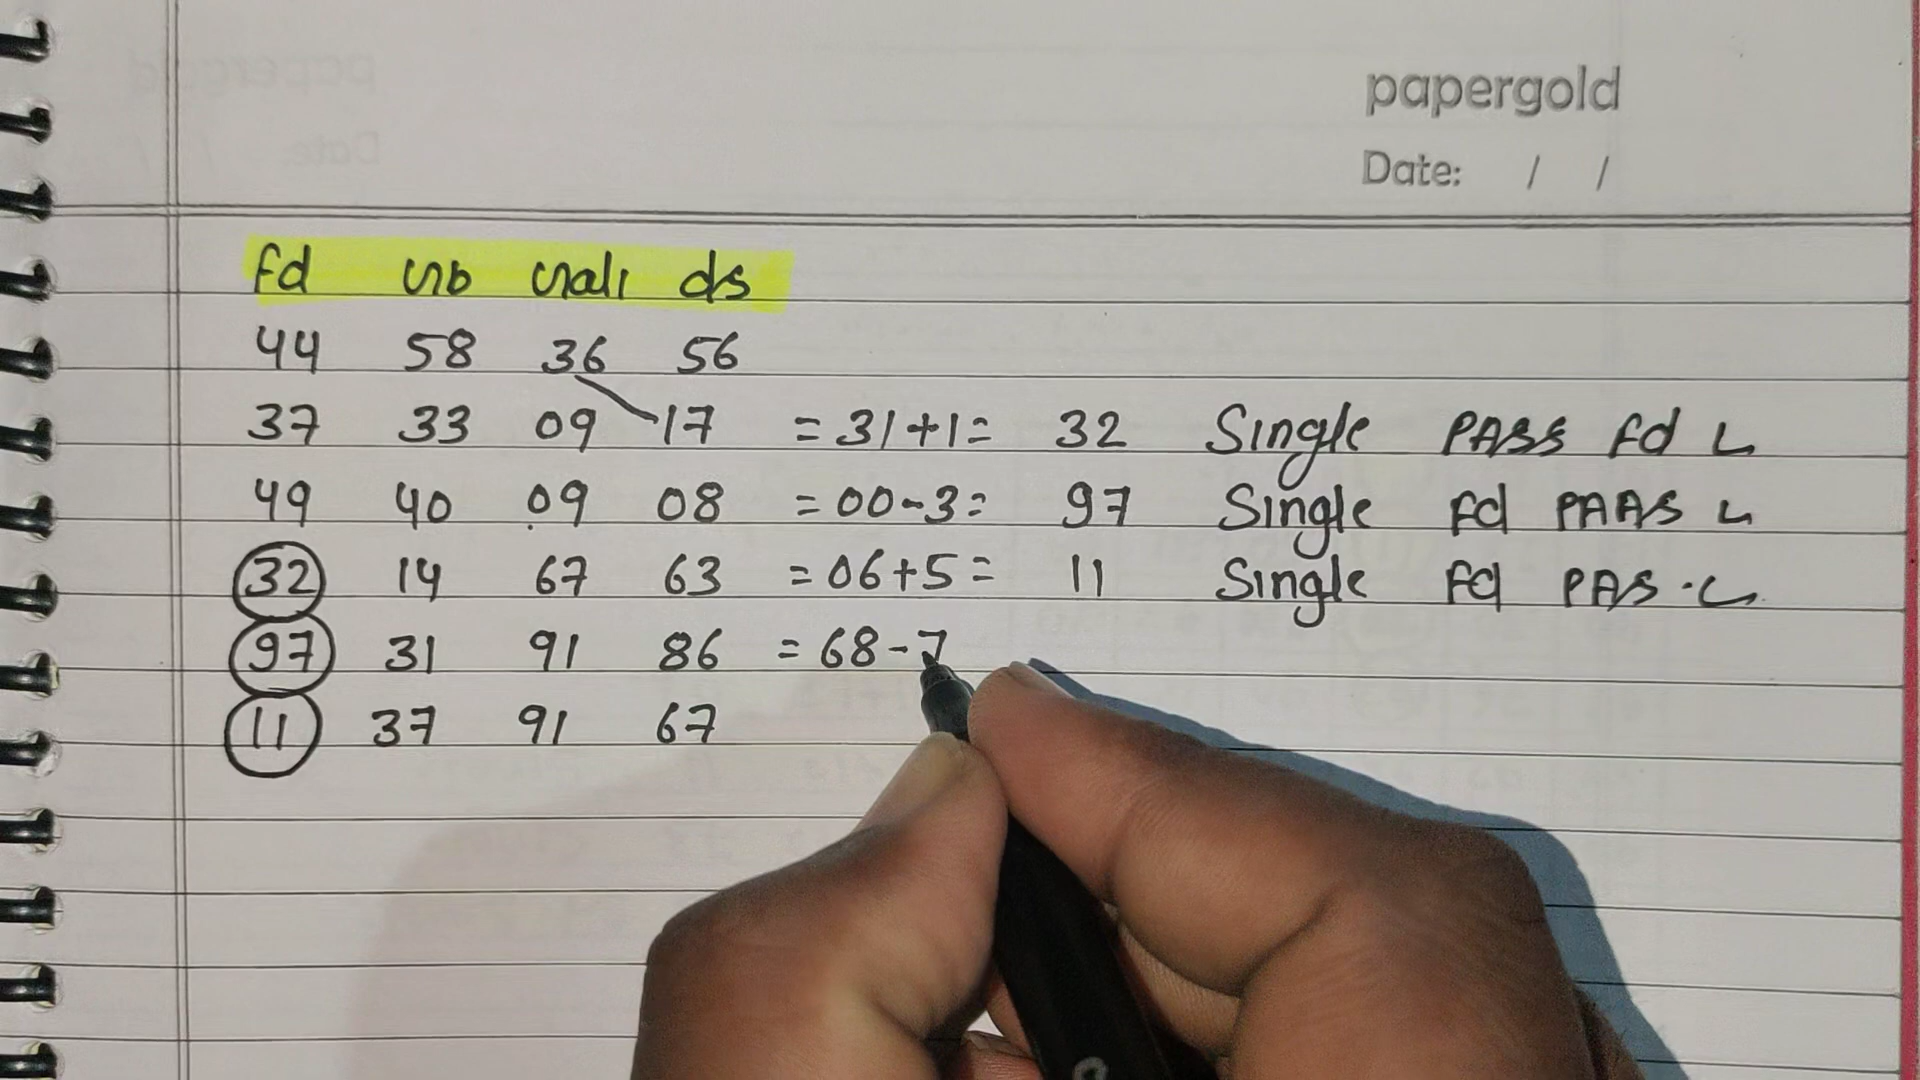 papergold
Date: / /
Fd Gb Gali ds
44 58 36 56
37 33 09 17 = 31+1= 32 Single PASS Fd
49 40 09 08 = 00-3= 97 Single Fd PAAS
32 14 67 63 = 06+5= 11 Single Fd PAS
97 31 91 86 = 68-7
11 37 91 67